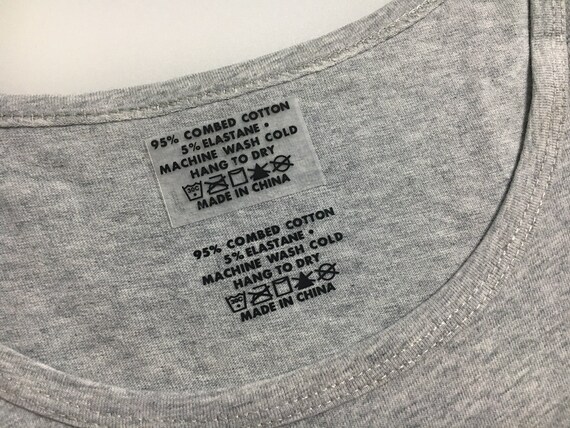 95% COMBED COTTON
5% ELASTANE •
MACHINE WASH COLD
HANG TO DRY
MADE IN CHINA
95% COMBED COTTON
5% ELASTANE •
MACHINE WASH COLD
HANG TO DRY
MADE IN CHINA